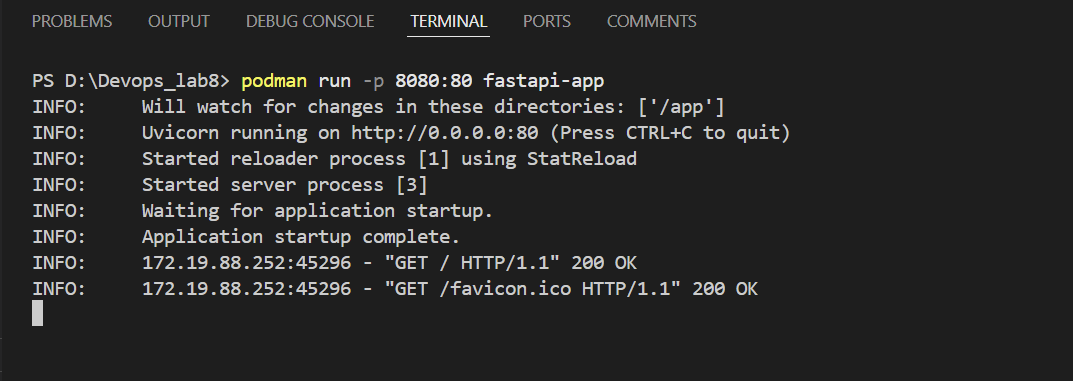 PROBLEMS OUTPUT DEBUG CONSOLE TERMINAL PORTS COMMENTS
PS D:\Devops_lab8> podman run -p 8080:80 fastapi-app
INFO:     Will watch for changes in these directories: ['/app']
INFO:     Uvicorn running on http://0.0.0.0:80 (Press CTRL+C to quit)
INFO:     Started reloader process [1] using StatReload
INFO:     Started server process [3]
INFO:     Waiting for application startup.
INFO:     Application startup complete.
INFO:     172.19.88.252:45296 - "GET / HTTP/1.1" 200 OK
INFO:     172.19.88.252:45296 - "GET /favicon.ico HTTP/1.1" 200 OK